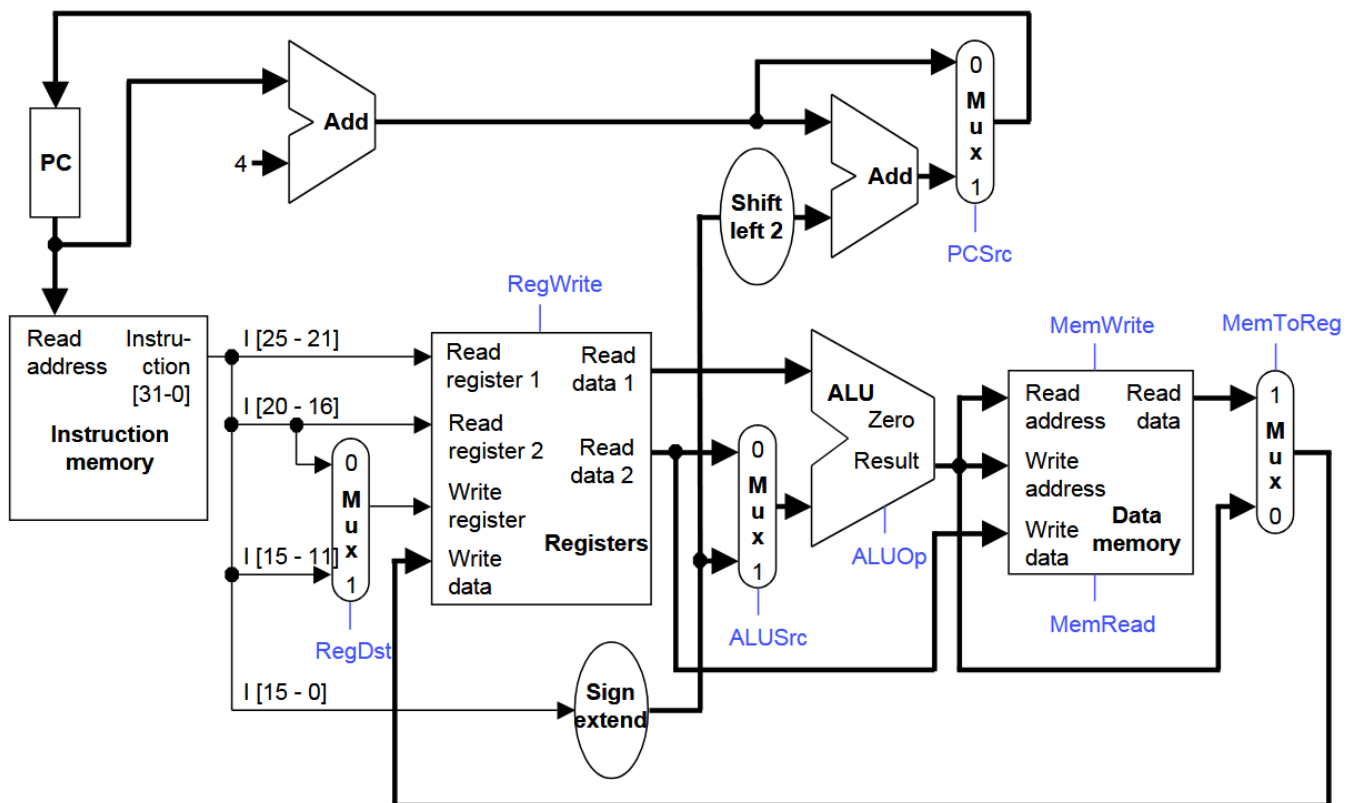 0
M
u
x
1
Add
PC
4
Add
Shift
left 2
PCSrc
RegWrite
Read
address
Instru-
ction
[31-0]
Instruction
memory
I [25 - 21]
I [20 - 16]
I [15 - 11]
I [15 - 0]
0
M
u
x
1
RegDst
Read
register 1
Read
data 1
Read
register 2
Read
data 2
Write
register
Write
data
Registers
Sign
extend
0
M
u
x
1
ALUSrc
ALU
Zero
Result
ALUOp
MemWrite
Read
address
Read
data
Write
address
Write
data
Data
memory
MemRead
MemToReg
1
M
u
x
0